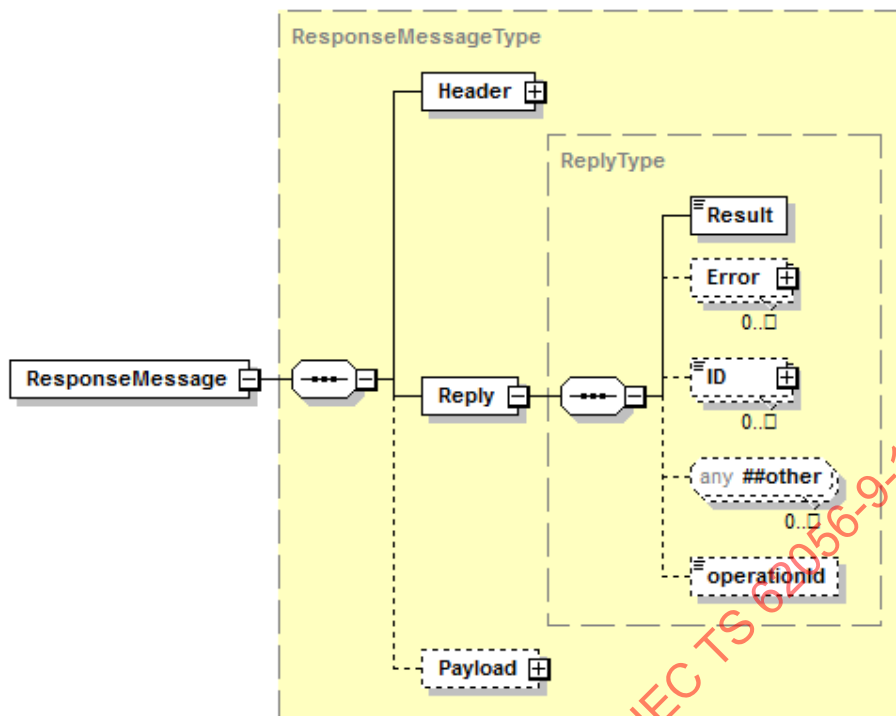 ResponseMessageType
Header
ReplyType
Result
Error
0..□
ResponseMessage
Reply
ID
0..□
any ##other
0..□
operationId
Payload
IEC TS 62056-9-1